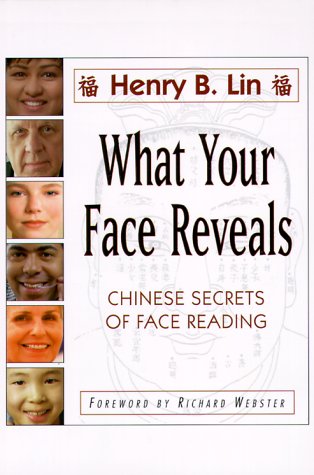 福 Henry B. Lin 福
What Your
Face Reveals
CHINESE SECRETS
OF FACE READING
FOREWORD BY RICHARD WEBSTER